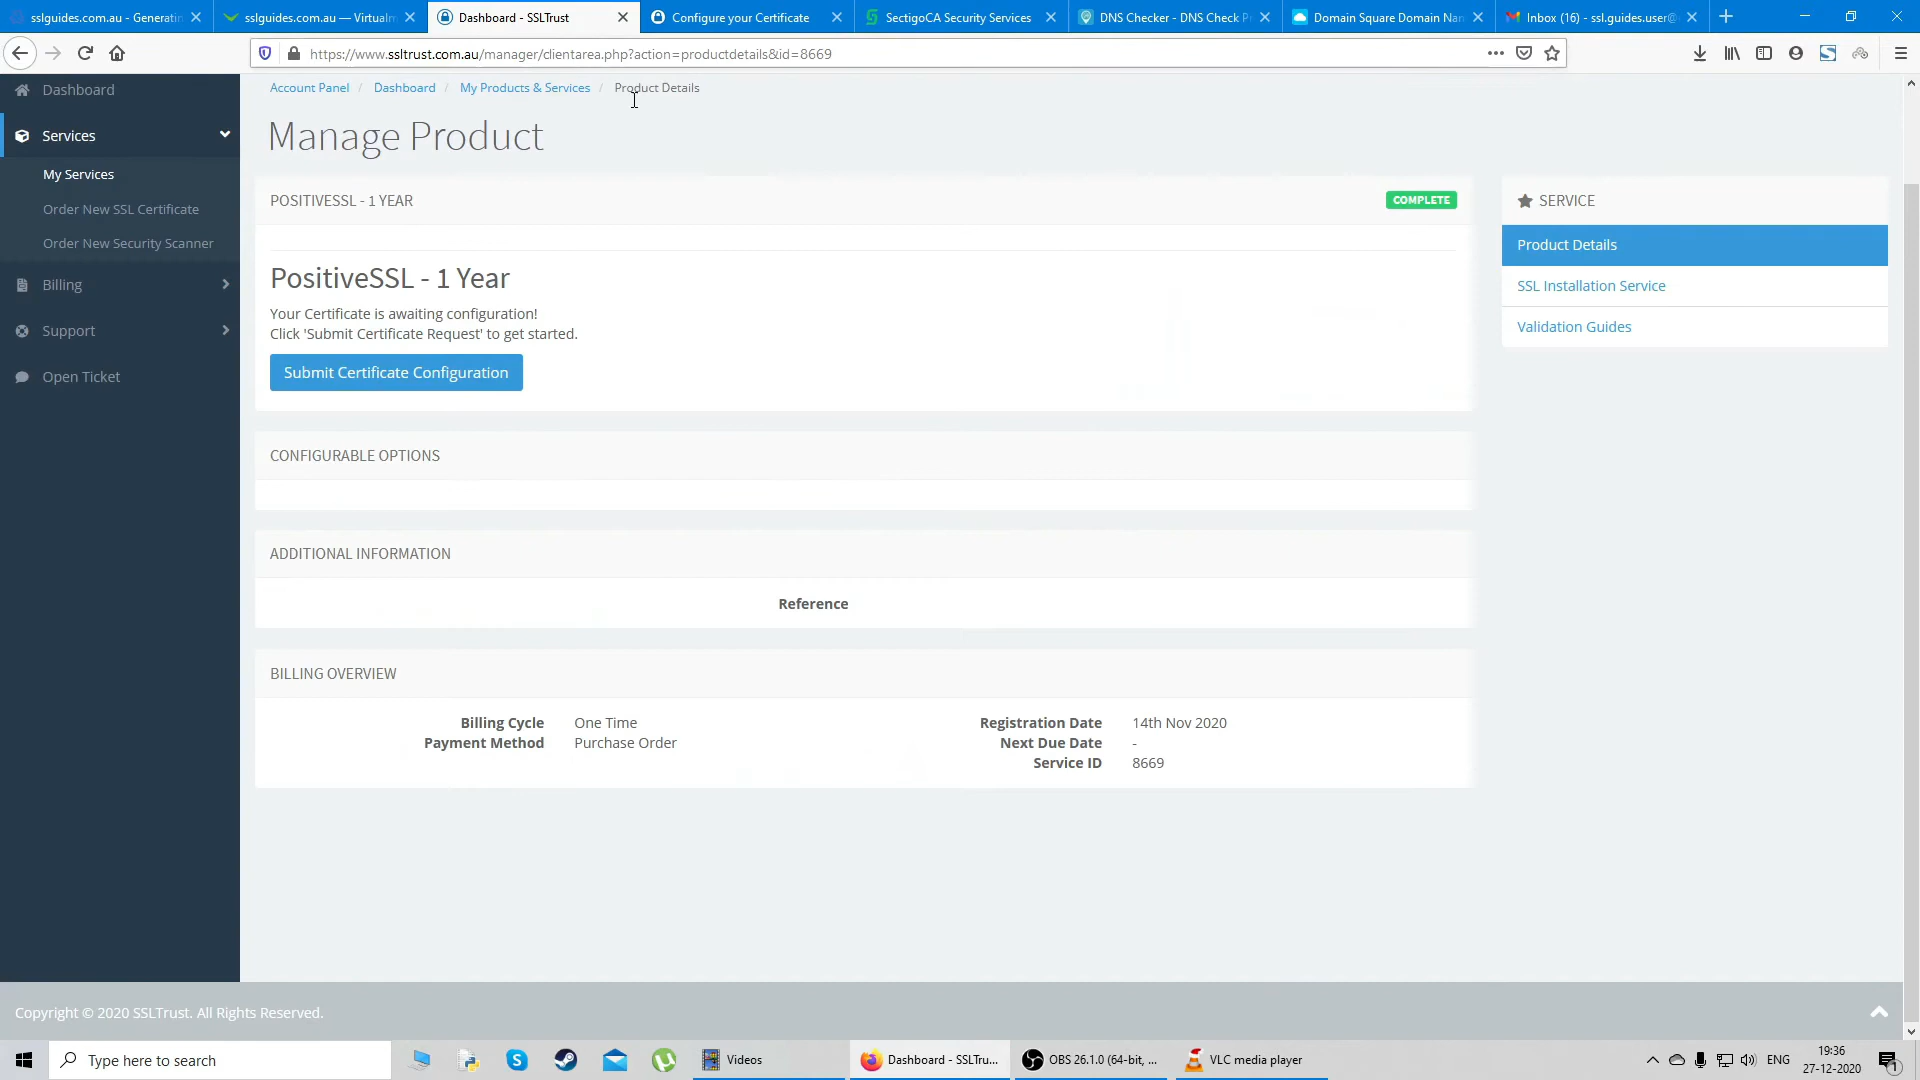 sslguides.com.au - Generatin
sslguides.com.au — Virtualm
Dashboard - SSLTrust
Configure your Certificate
SectigoCA Security Services
DNS Checker - DNS Check Pr
Domain Square Domain Nam
Inbox (16) - ssl.guides.user@
https://www.ssltrust.com.au/manager/clientarea.php?action=productdetails&id=8669
Dashboard
Services
My Services
Order New SSL Certificate
Order New Security Scanner
Billing
Support
Open Ticket
Account Panel / Dashboard / My Products & Services / Product Details
Manage Product
POSITIVESSL - 1 YEAR
COMPLETE
PositiveSSL - 1 Year
Your Certificate is awaiting configuration!
Click 'Submit Certificate Request' to get started.
Submit Certificate Configuration
CONFIGURABLE OPTIONS
ADDITIONAL INFORMATION
Reference
BILLING OVERVIEW
Billing Cycle One Time
Payment Method Purchase Order
Registration Date 14th Nov 2020
Next Due Date -
Service ID 8669
SERVICE
Product Details
SSL Installation Service
Validation Guides
Copyright © 2020 SSLTrust. All Rights Reserved.
Type here to search
Videos
Dashboard - SSLTru...
OBS 26.1.0 (64-bit, ...
VLC media player
ENG
19:36
27-12-2020
1